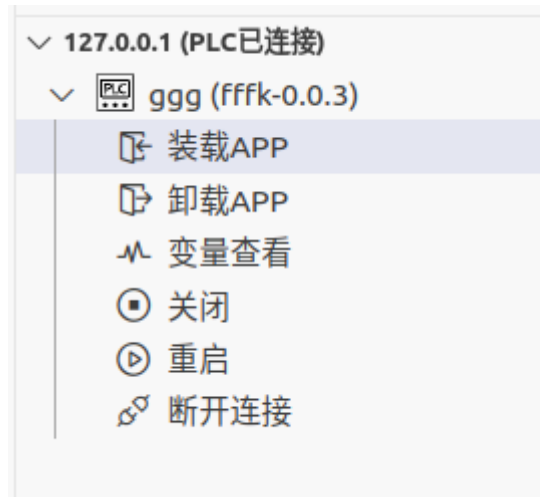 127.0.0.1 (PLC已连接)
PLC ggg (fffk-0.0.3)
装载APP
卸载APP
变量查看
关闭
重启
断开连接